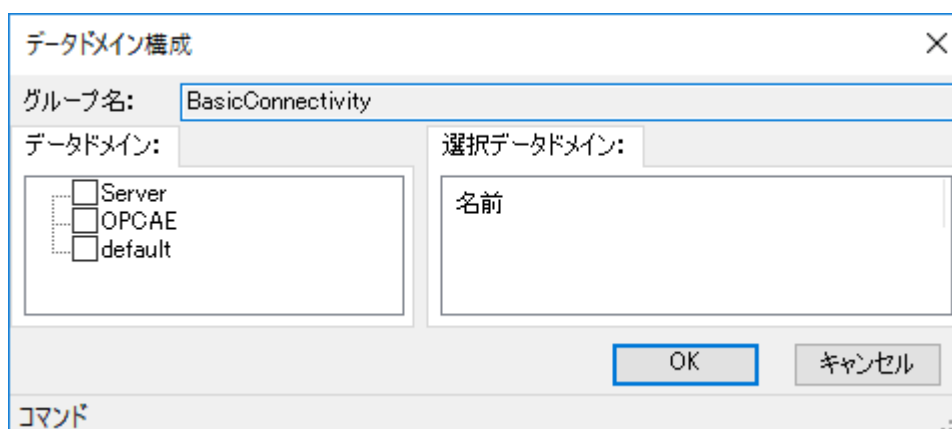 データドメイン構成
グループ名: BasicConnectivity
データドメイン:
Server
OPCAE
default
選択データドメイン:
名前
OK キャンセル
コマンド